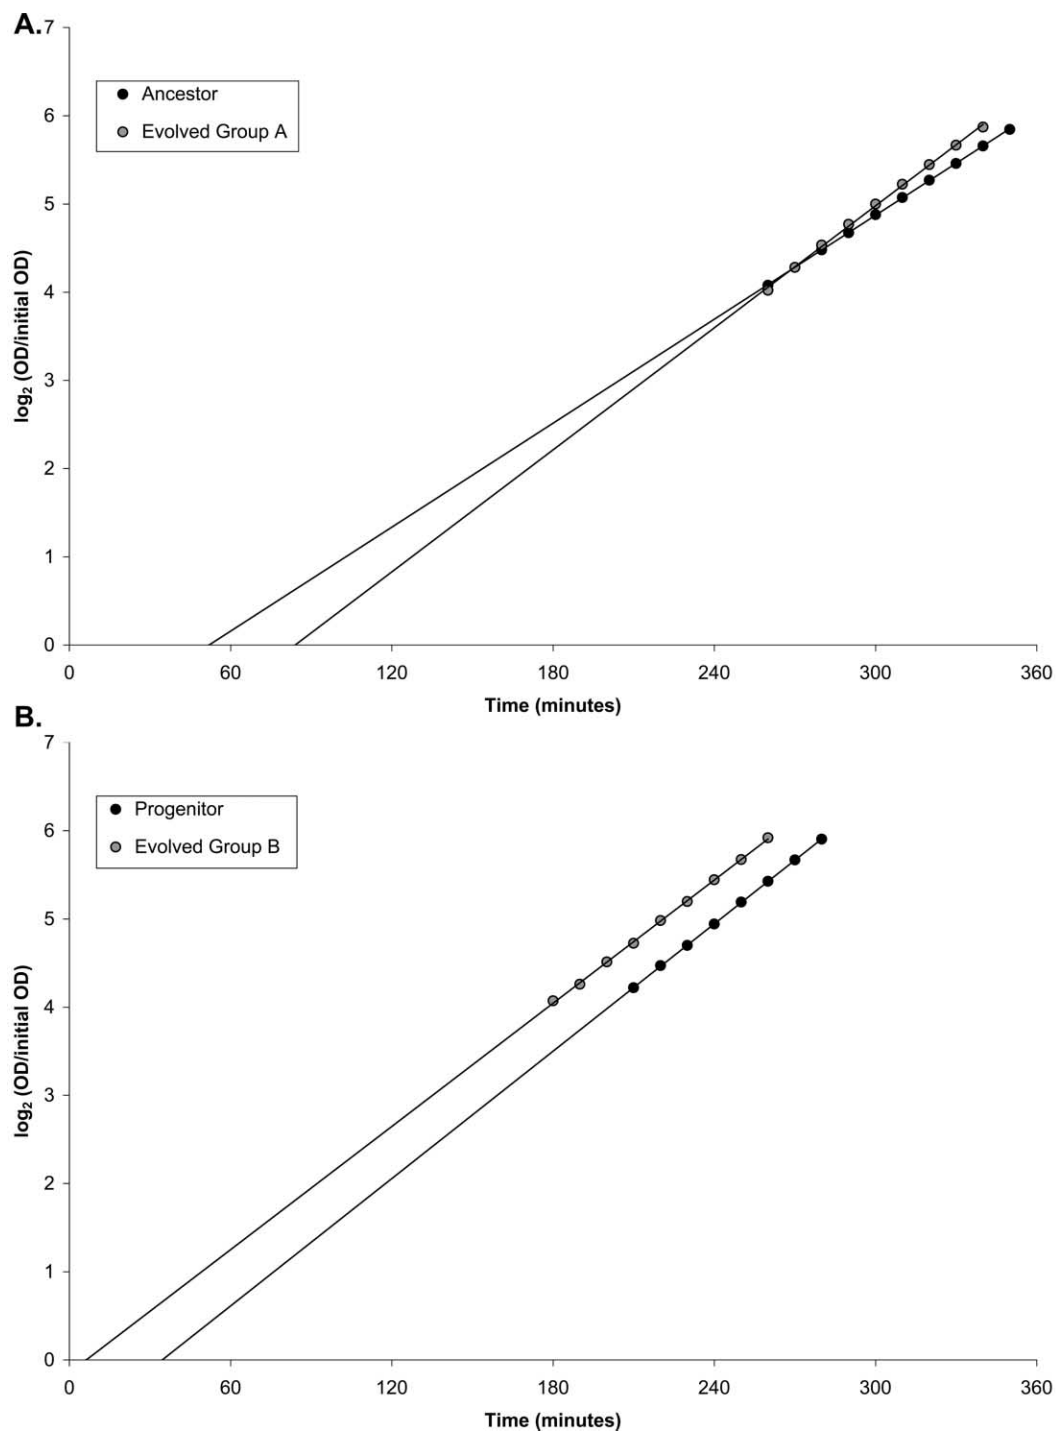 A.
7
Ancestor
Evolved Group A
6
5
4
3
2
1
0
log₂ (OD/initial OD)
0 60 120 180 240 300 360
Time (minutes)
B.
7
Progenitor
Evolved Group B
6
5
4
3
2
1
0
log₂ (OD/initial OD)
0 60 120 180 240 300 360
Time (minutes)